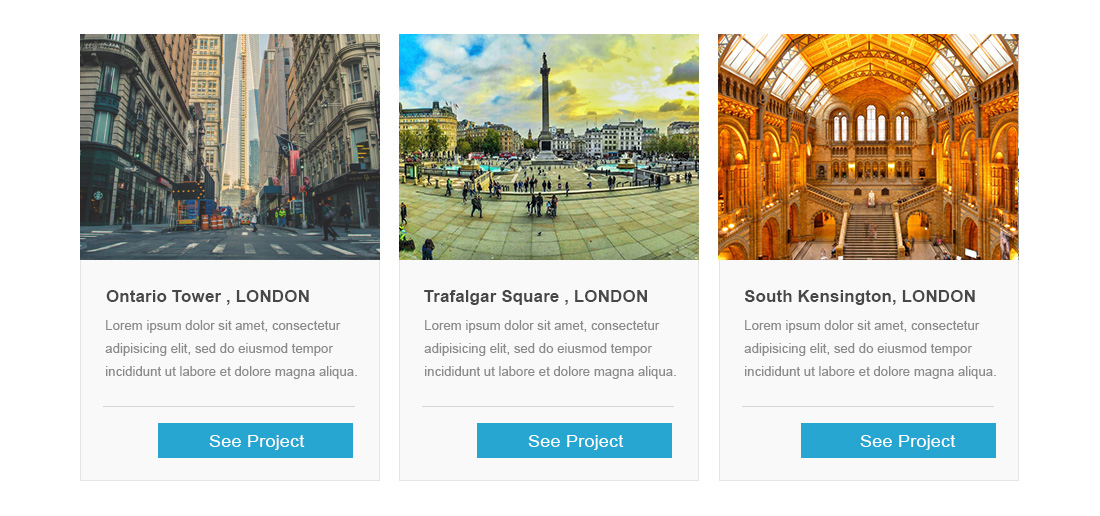 Ontario Tower , LONDON
Lorem ipsum dolor sit amet, consectetur
adipisicing elit, sed do eiusmod tempor
incididunt ut labore et dolore magna aliqua.
See Project
Trafalgar Square , LONDON
Lorem ipsum dolor sit amet, consectetur
adipisicing elit, sed do eiusmod tempor
incididunt ut labore et dolore magna aliqua.
See Project
South Kensington, LONDON
Lorem ipsum dolor sit amet, consectetur
adipisicing elit, sed do eiusmod tempor
incididunt ut labore et dolore magna aliqua.
See Project